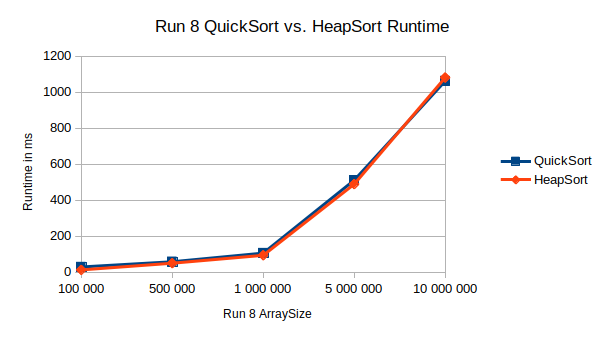 Run 8 QuickSort vs. HeapSort Runtime
1200
1000
800
600
400
200
0
Runtime in ms
100 000 500 000 1 000 000 5 000 000 10 000 000
Run 8 ArraySize
QuickSort
HeapSort